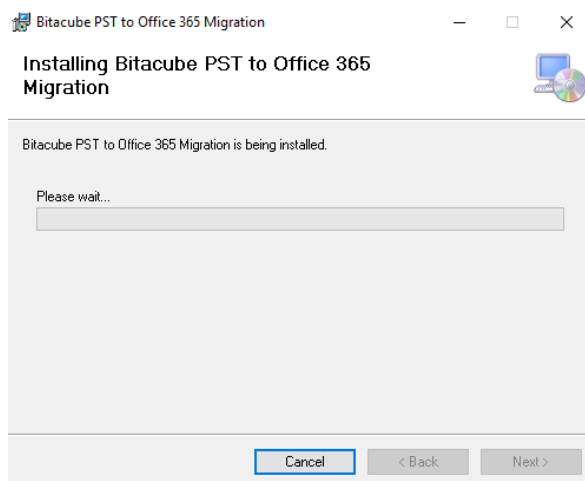 Bitacube PST to Office 365 Migration
Installing Bitacube PST to Office 365
Migration
Bitacube PST to Office 365 Migration is being installed.
Please wait...
Cancel
< Back
Next >